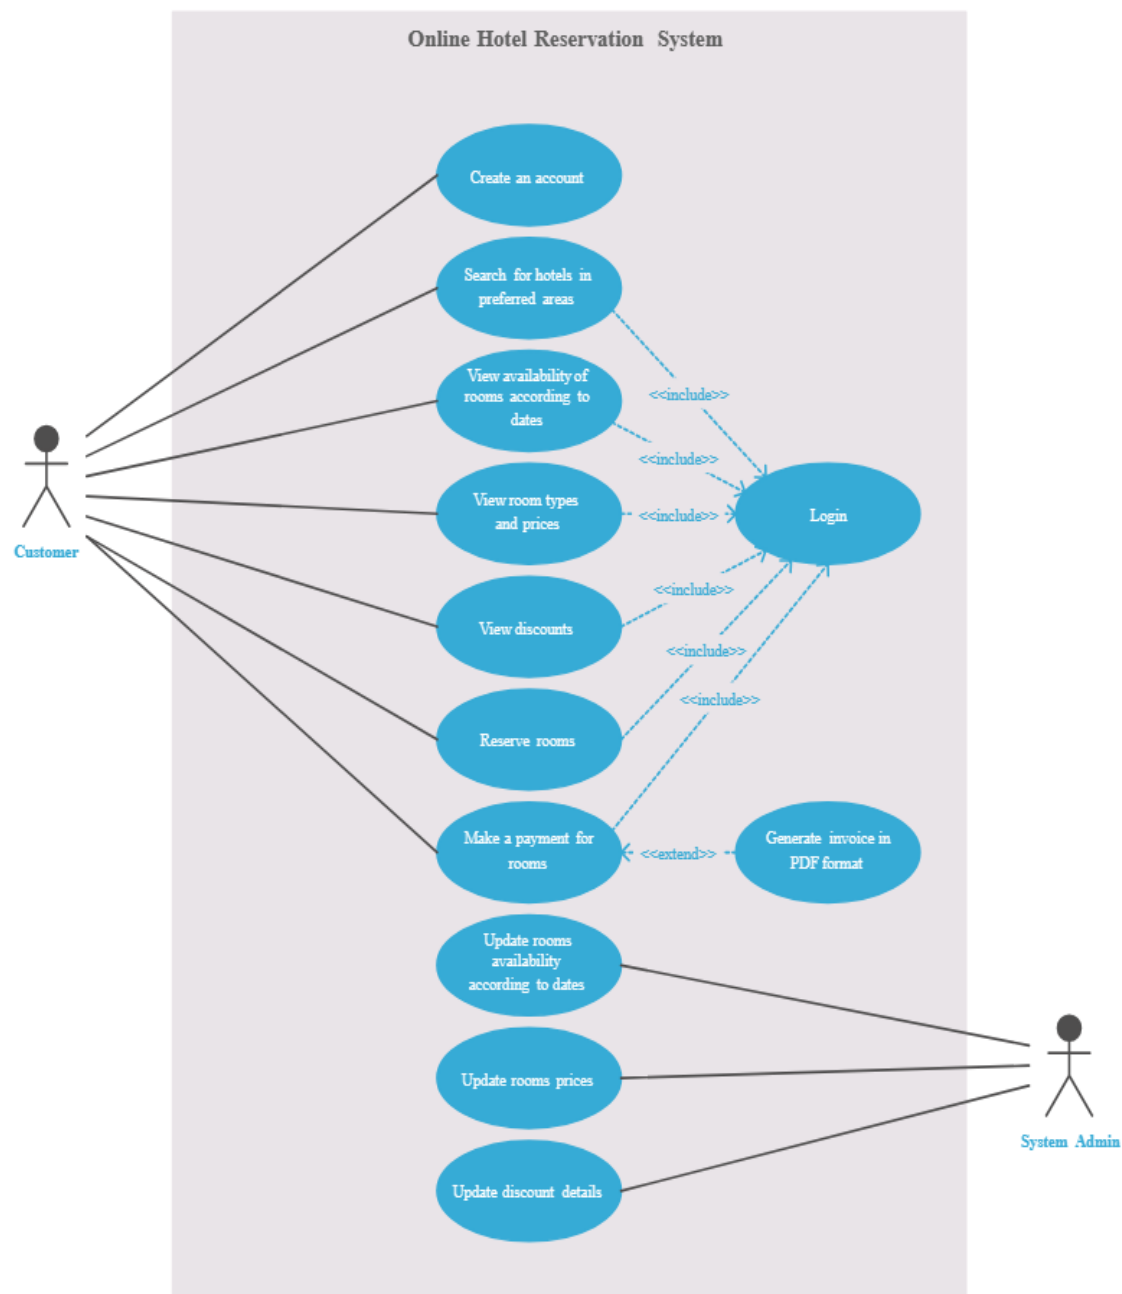 Online Hotel Reservation System
Create an account
Search for hotels in
preferred areas
View availability of
rooms according to
dates
<<include>>
<<include>>
View room types
and prices
<<include>>
Login
Customer
View discounts
<<include>>
<<include>>
<<include>>
Reserve rooms
Make a payment for
rooms
<<extend>>
Generate invoice in
PDF format
Update rooms
availability
according to dates
Update rooms prices
System Admin
Update discount details